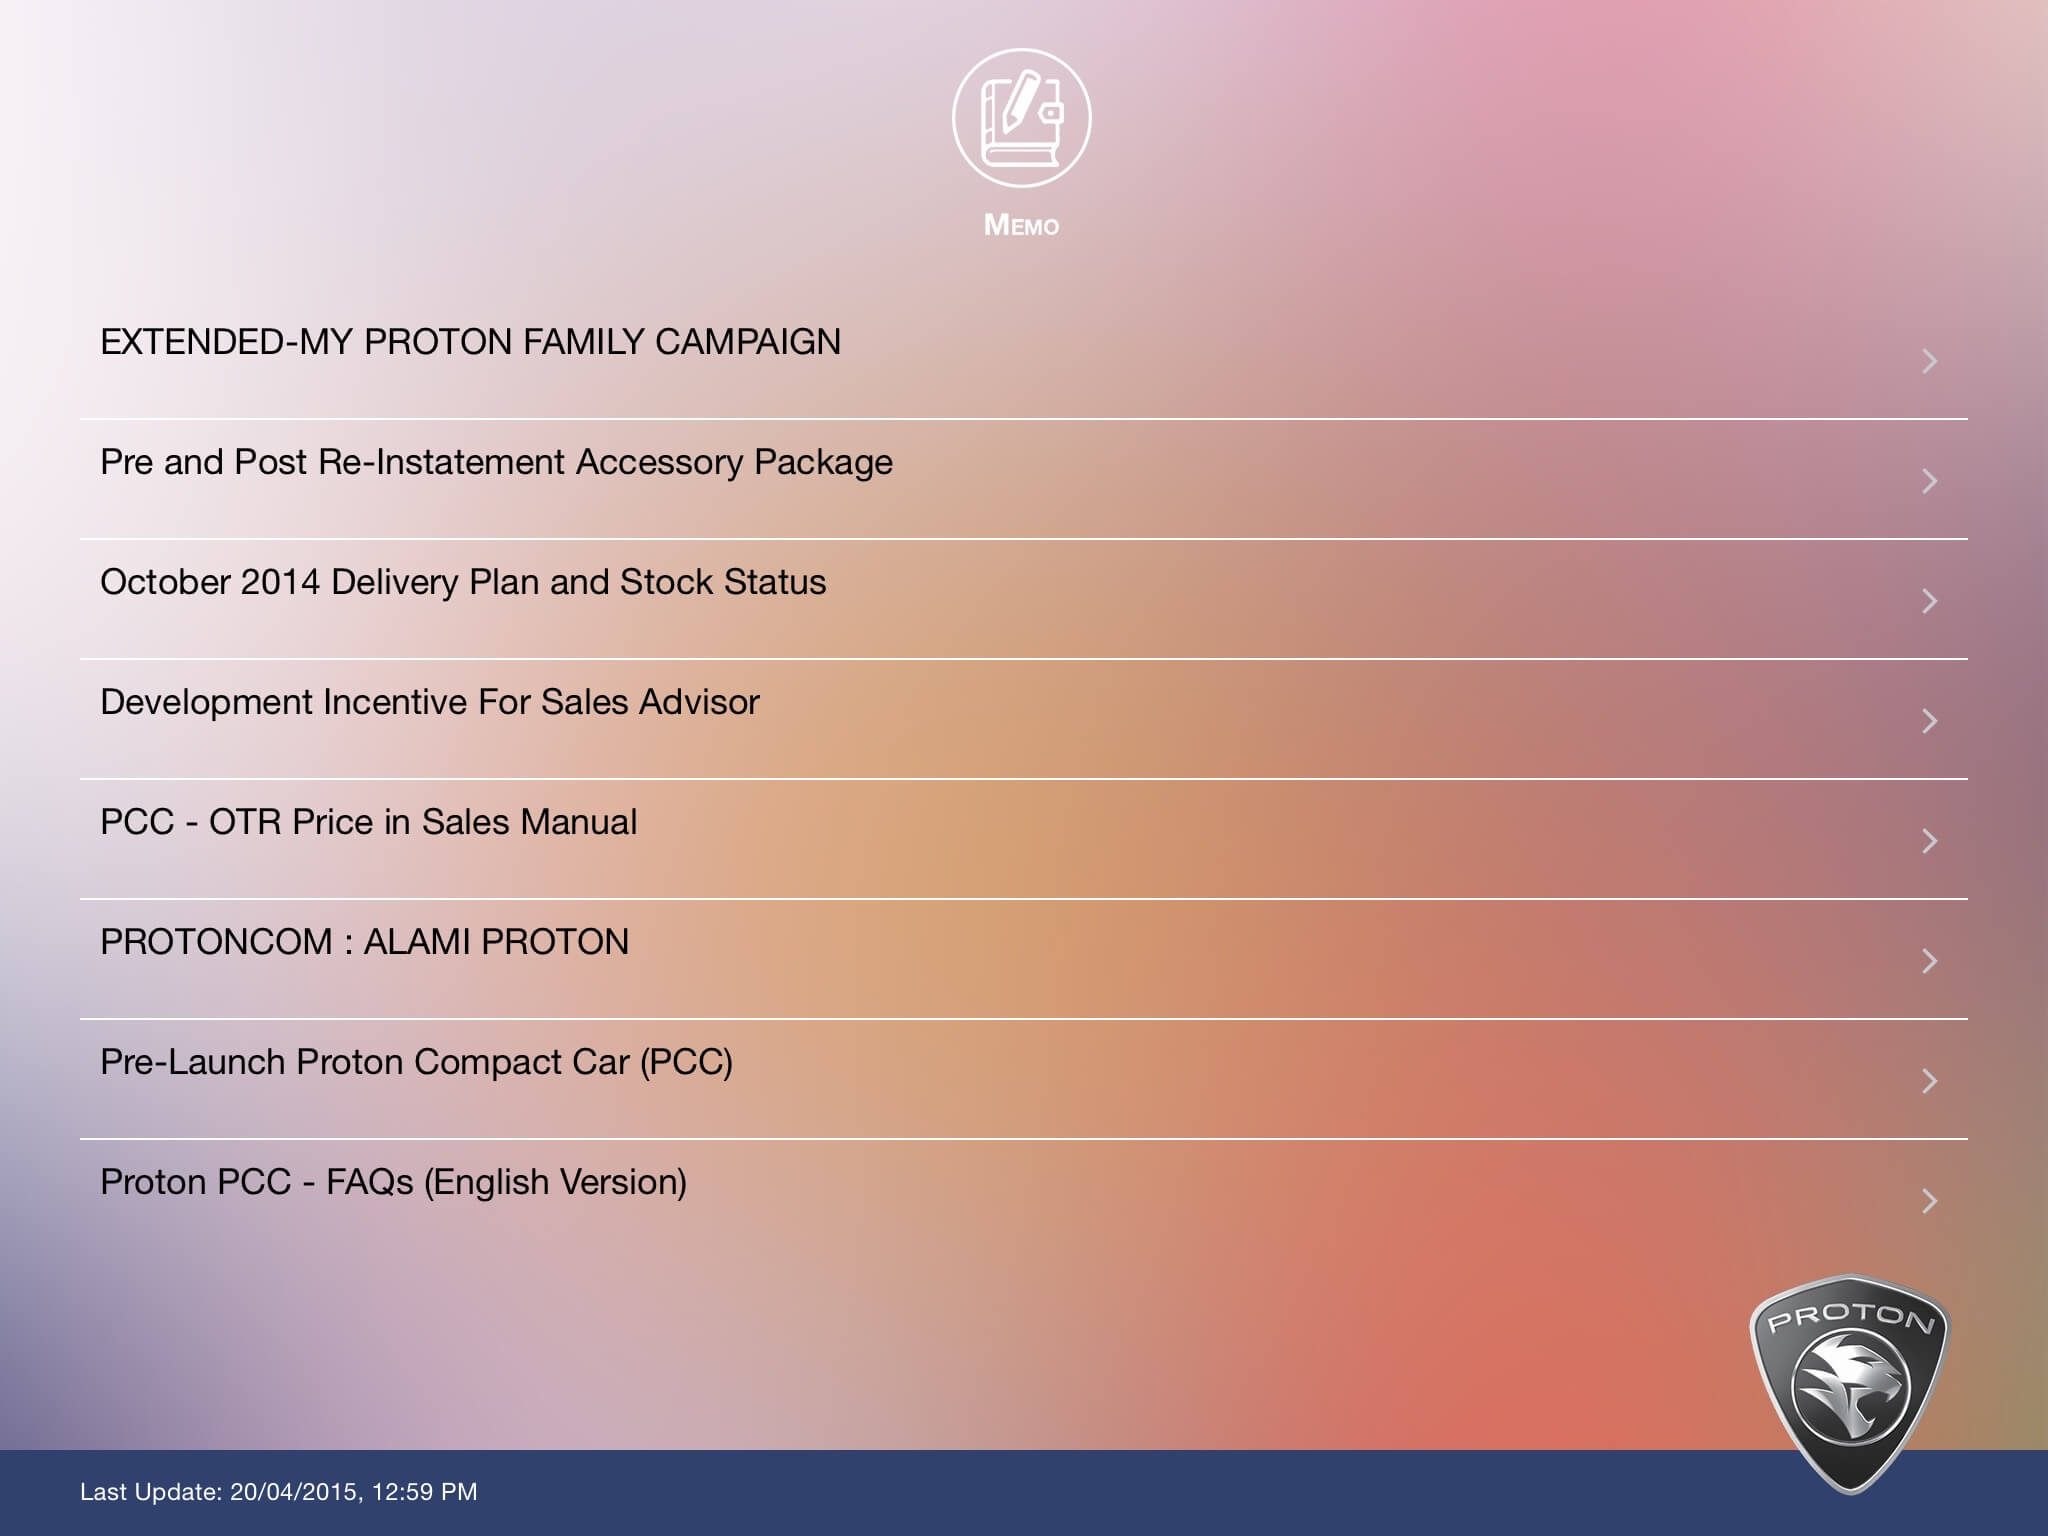 Memo
EXTENDED-MY PROTON FAMILY CAMPAIGN
Pre and Post Re-Instatement Accessory Package
October 2014 Delivery Plan and Stock Status
Development Incentive For Sales Advisor
PCC - OTR Price in Sales Manual
PROTONCOM : ALAMI PROTON
Pre-Launch Proton Compact Car (PCC)
Proton PCC - FAQs (English Version)
PROTON
Last Update: 20/04/2015, 12:59 PM